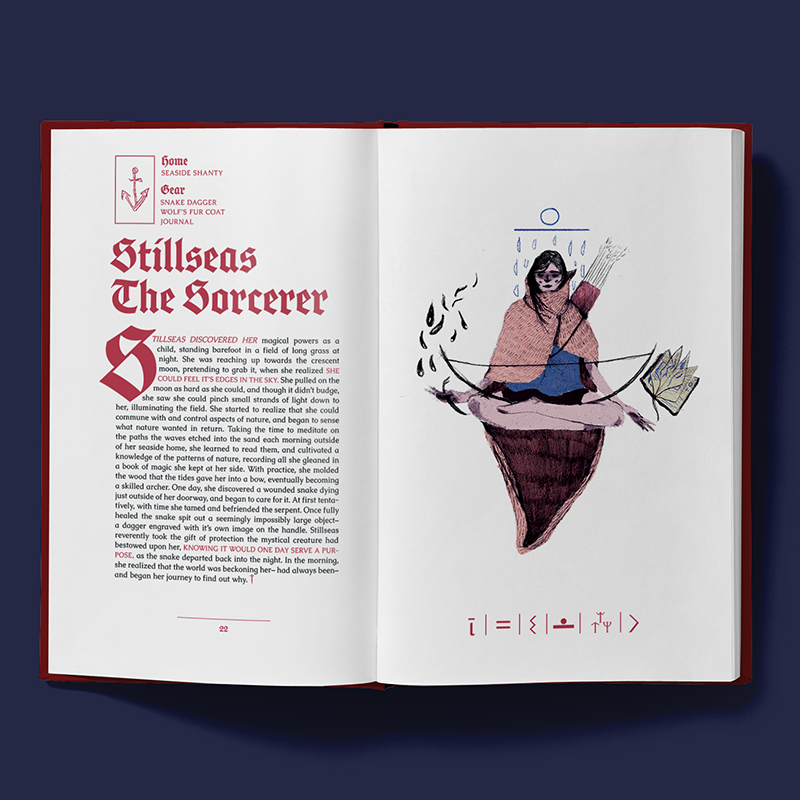 Home
SEASIDE SHANTY
Gear
SNAKE DAGGER
WOLF'S FUR COAT
JOURNAL
Stillseas
The Sorcerer
STILLSEAS DISCOVERED HER magical powers as a
child, standing barefoot in a field of long grass at
night. She was reaching up towards the crescent
moon, pretending to grab it, when she realized SHE
COULD FEEL IT'S EDGES IN THE SKY. She pulled on the
moon as hard as she could, and though it didn't budge,
she saw she could pinch small strands of light down to
her, illuminating the field. She started to realize that she could
commune with and control aspects of nature, and began to sense
what nature wanted in return. Taking the time to meditate on
the paths the waves etched into the sand each morning outside
of her seaside home, she learned to read them, and cultivated a
knowledge of the patterns of nature, recording all she gleaned in
a book of magic she kept at her side. With practice, she molded
the wood that the tides gave her into a bow, eventually becoming
a skilled archer. One day, she discovered a wounded snake dying
just outside of her doorway, and began to care for it. At first tenta-
tively, with time she tamed and befriended the serpent. Once fully
healed the snake spit out a seemingly impossibly large object–
a dagger engraved with it's own image on the handle. Stillseas
reverently took the gift of protection the mystical creature had
bestowed upon her, KNOWING IT WOULD ONE DAY SERVE A PUR-
POSE, as the snake departed back into the night. In the morning,
she realized that the world was beckoning her– had always been–
and began her journey to find out why.
22